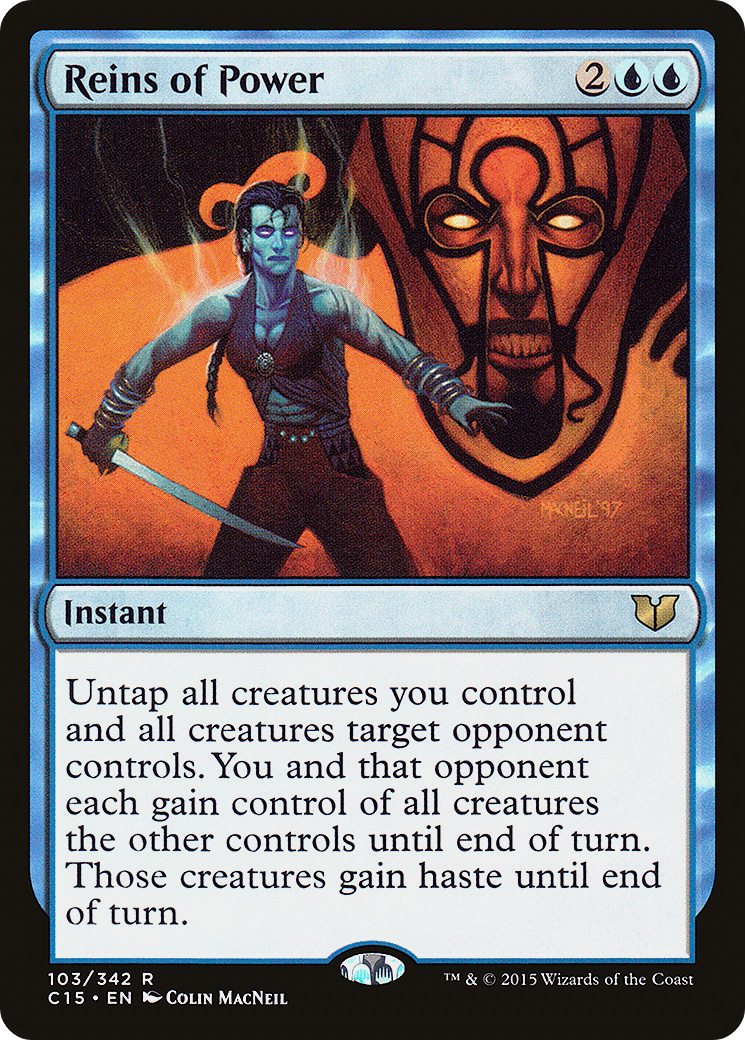 Reins of Power
2
MACNEIL '97
Instant
Untap all creatures you control
and all creatures target opponent
controls. You and that opponent
each gain control of all creatures
the other controls until end of turn.
Those creatures gain haste until end
of turn.
103/342 R
C15 • EN Colin MacNeil
™ & © 2015 Wizards of the Coast